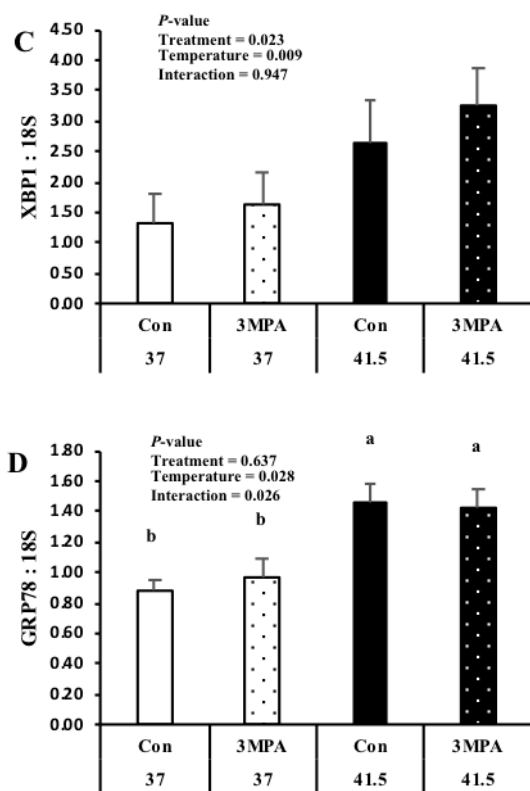 C
P-value
Treatment = 0.023
Temperature = 0.009
Interaction = 0.947
XBP1 : 18S
4.50
4.00
3.50
3.00
2.50
2.00
1.50
1.00
0.50
0.00
Con 3MPA Con 3MPA
37 37 41.5 41.5
D
P-value
Treatment = 0.637
Temperature = 0.028
Interaction = 0.026
GRP78 : 18S
1.80
1.60
1.40
1.20
1.00
0.80
0.60
0.40
0.20
0.00
b b a a
Con 3MPA Con 3MPA
37 37 41.5 41.5